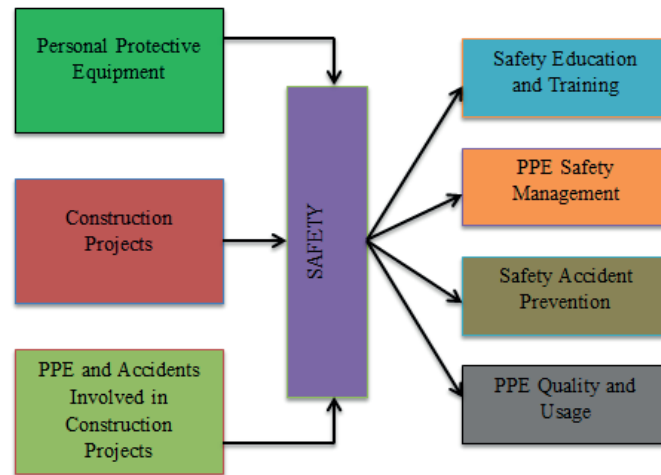 Personal Protective
Equipment
Construction
Projects
PPE and Accidents
Involved in
Construction
Projects
SAFETY
Safety Education
and Training
PPE Safety
Management
Safety Accident
Prevention
PPE Quality and
Usage